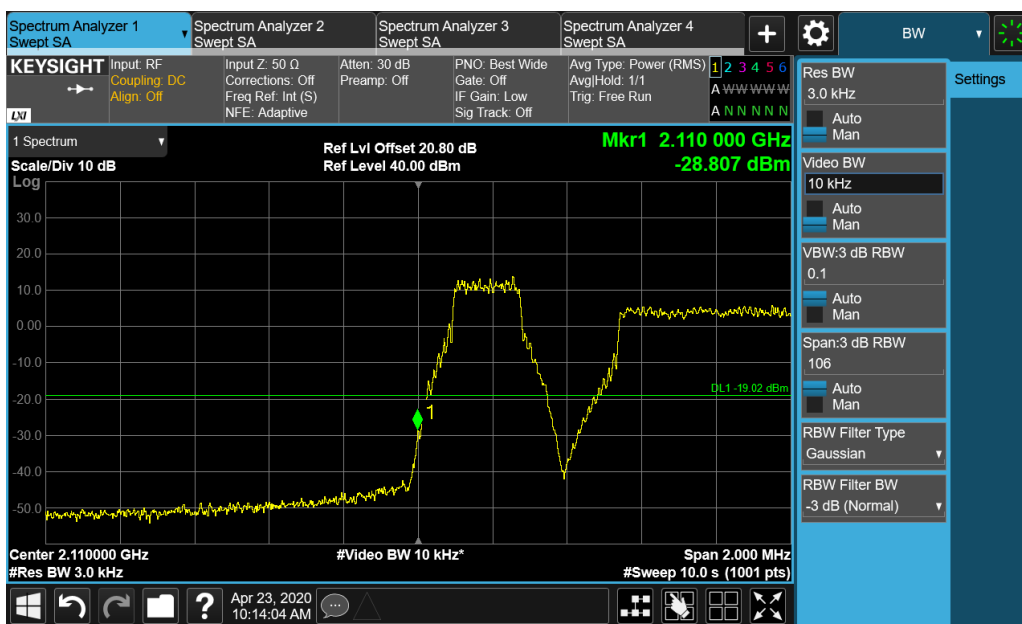 Spectrum Analyzer 1
Swept SA
Spectrum Analyzer 2
Swept SA
Spectrum Analyzer 3
Swept SA
Spectrum Analyzer 4
Swept SA
+
BW
KEYSIGHT
LXI
Input: RF
Coupling: DC
Align: Off
Input Z: 50 Ω
Corrections: Off
Freq Ref: Int (S)
NFE: Adaptive
Atten: 30 dB
Preamp: Off
PNO: Best Wide
Gate: Off
IF Gain: Low
Sig Track: Off
Avg Type: Power (RMS)
Avg|Hold: 1/1
Trig: Free Run
1 2 3 4 5 6
A W W W W W
A N N N N N
1 Spectrum
Scale/Div 10 dB
Ref Lvl Offset 20.80 dB
Ref Level 40.00 dBm
Mkr1 2.110 000 GHz
-28.807 dBm
Log
30.0
20.0
10.0
0.00
-10.0
-20.0
-30.0
-40.0
-50.0
DL1 -19.02 dBm
1
Center 2.110000 GHz
#Res BW 3.0 kHz
#Video BW 10 kHz*
Span 2.000 MHz
#Sweep 10.0 s (1001 pts)
Res BW
3.0 kHz
Auto
Man
Video BW
10 kHz
Auto
Man
VBW:3 dB RBW
0.1
Auto
Man
Span:3 dB RBW
106
Auto
Man
RBW Filter Type
Gaussian
RBW Filter BW
-3 dB (Normal)
Settings
?
Apr 23, 2020
10:14:04 AM